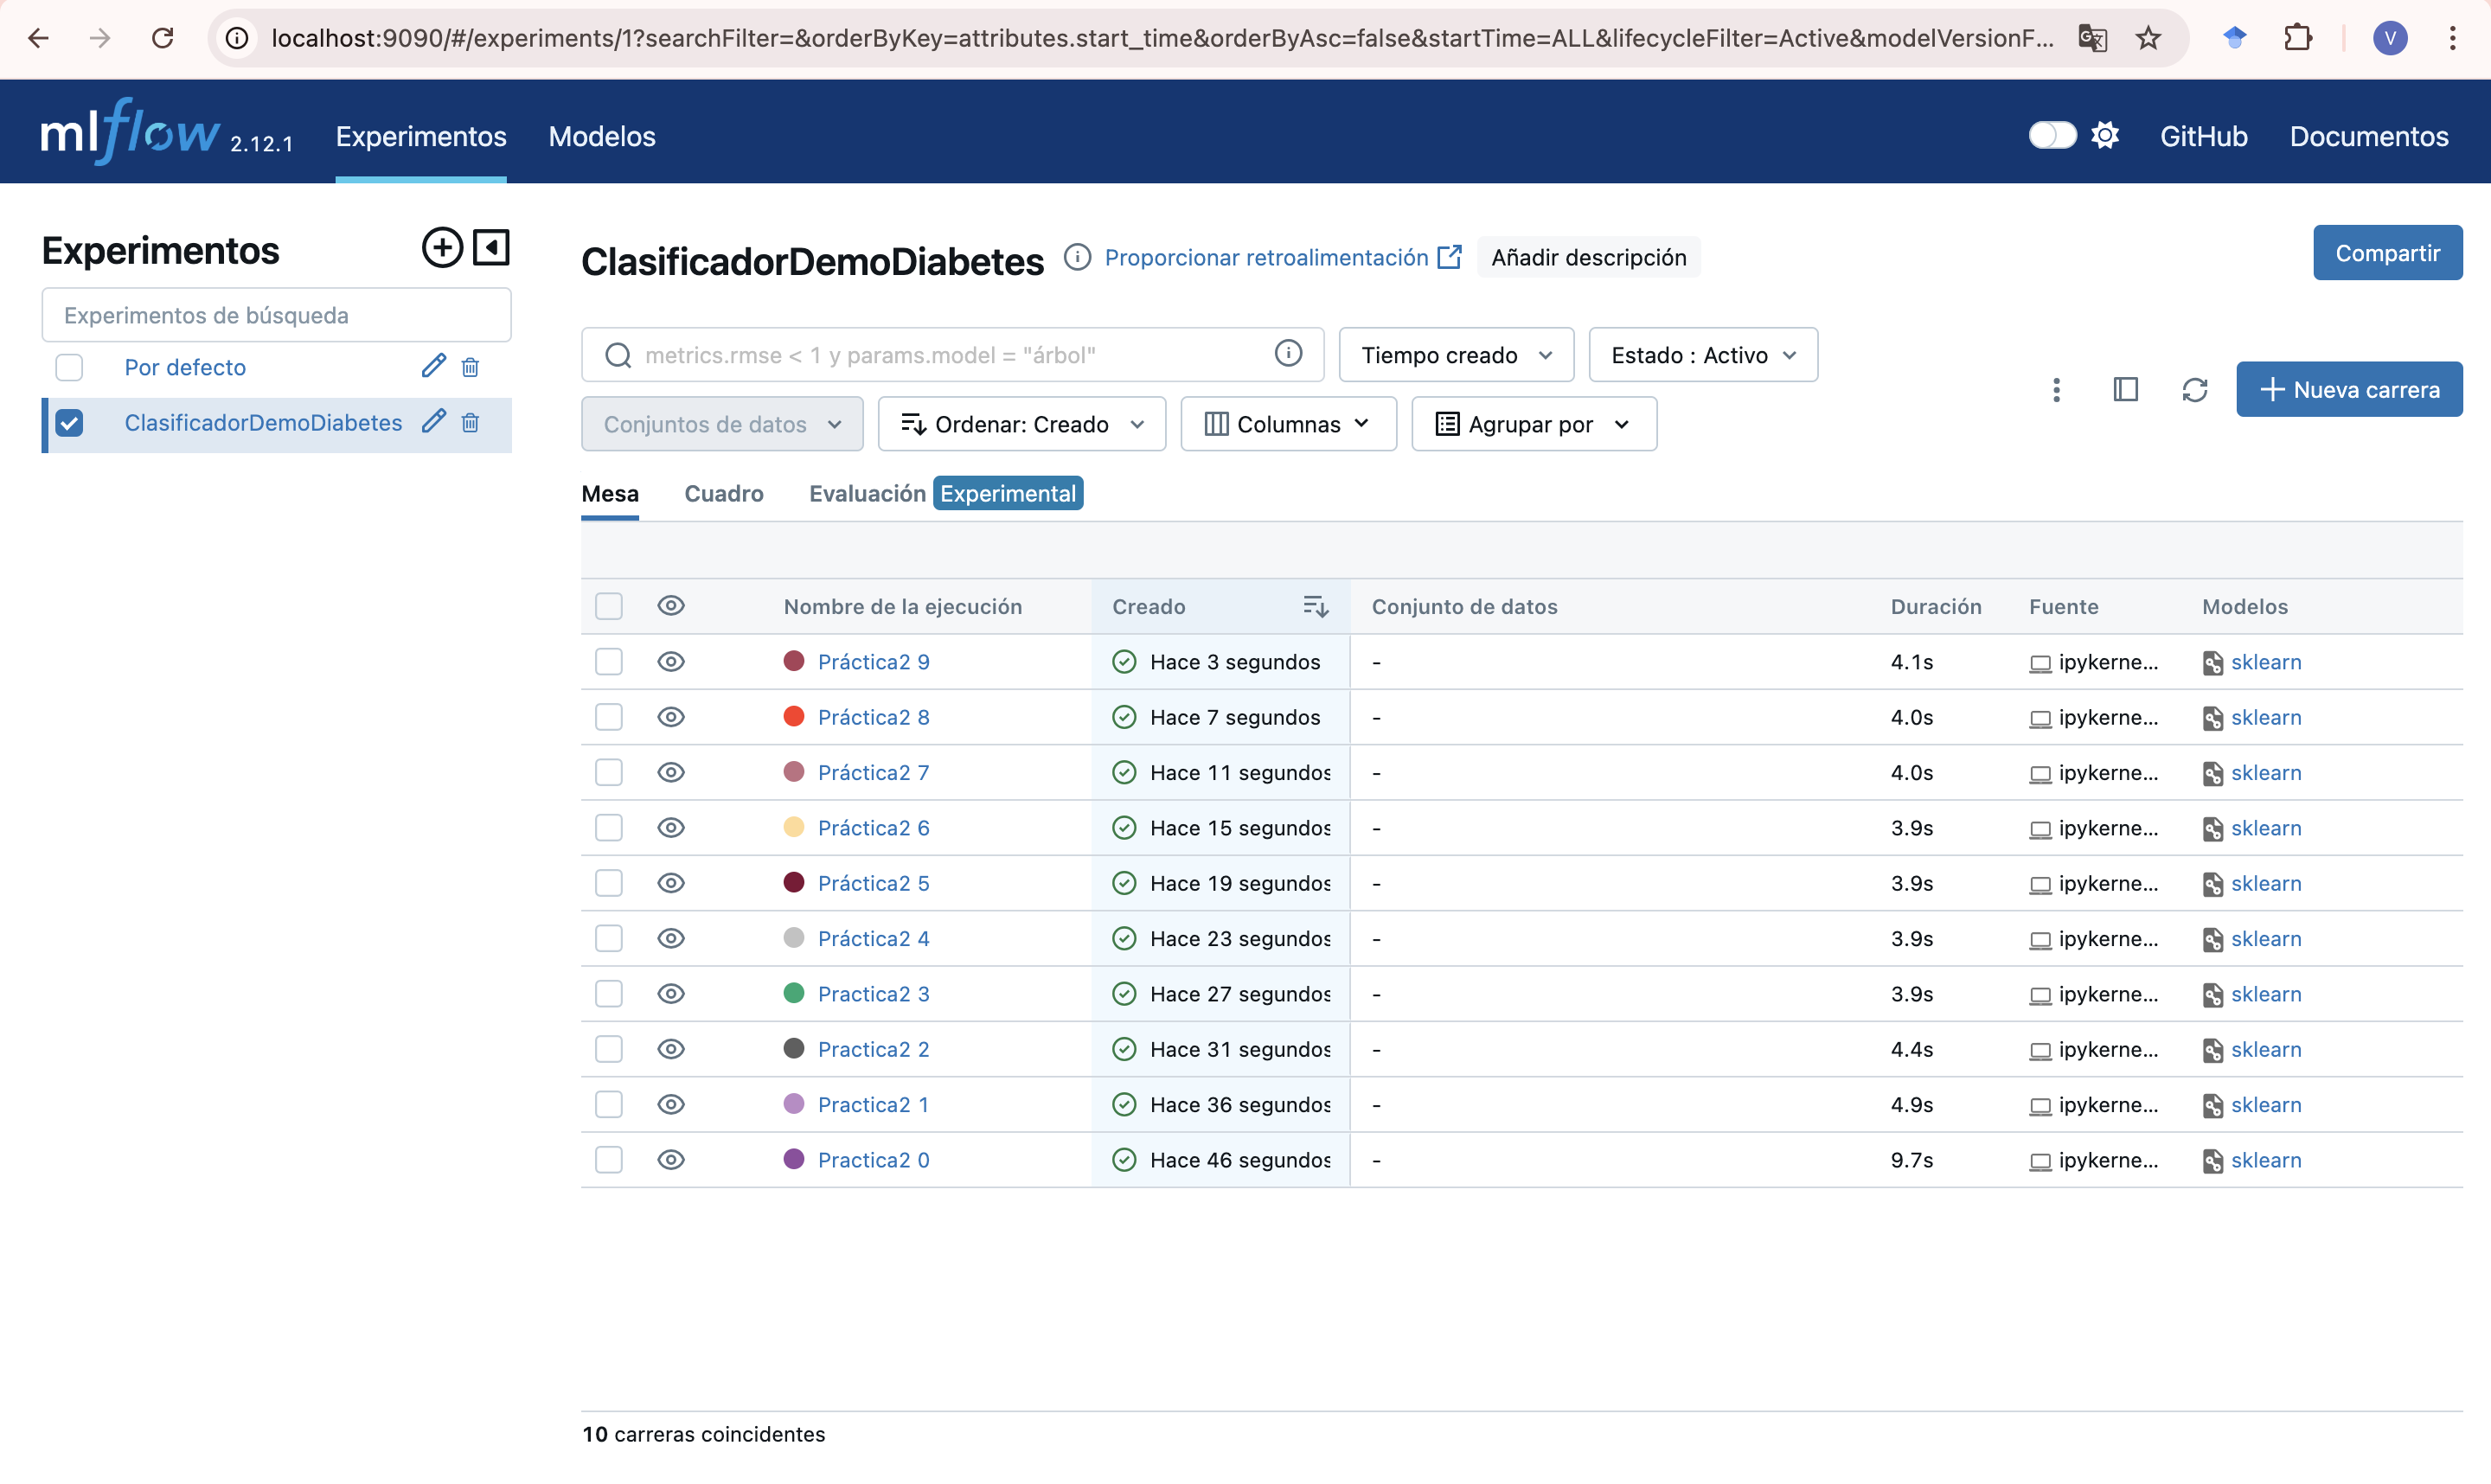 localhost:9090/#/experiments/1?searchFilter=&orderByKey=attributes.start_time&orderByAsc=false&startTime=ALL&lifecycleFilter=Active&modelVersionF...
V
mlflow 2.12.1 Experimentos Modelos GitHub Documentos
Experimentos
Experimentos de búsqueda
Por defecto
ClasificadorDemoDiabetes
ClasificadorDemoDiabetes Proporcionar retroalimentación Añadir descripción Compartir
metrics.rmse < 1 y params.model = "árbol" Tiempo creado Estado : Activo
Conjuntos de datos Ordenar: Creado Columnas Agrupar por
Nueva carrera
Mesa Cuadro Evaluación Experimental
Nombre de la ejecución Creado Conjunto de datos Duración Fuente Modelos
Práctica2 9 Hace 3 segundos - 4.1s ipykerne... sklearn
Práctica2 8 Hace 7 segundos - 4.0s ipykerne... sklearn
Práctica2 7 Hace 11 segundos - 4.0s ipykerne... sklearn
Práctica2 6 Hace 15 segundos - 3.9s ipykerne... sklearn
Práctica2 5 Hace 19 segundos - 3.9s ipykerne... sklearn
Práctica2 4 Hace 23 segundos - 3.9s ipykerne... sklearn
Practica2 3 Hace 27 segundos - 3.9s ipykerne... sklearn
Practica2 2 Hace 31 segundos - 4.4s ipykerne... sklearn
Practica2 1 Hace 36 segundos - 4.9s ipykerne... sklearn
Practica2 0 Hace 46 segundos - 9.7s ipykerne... sklearn
10 carreras coincidentes